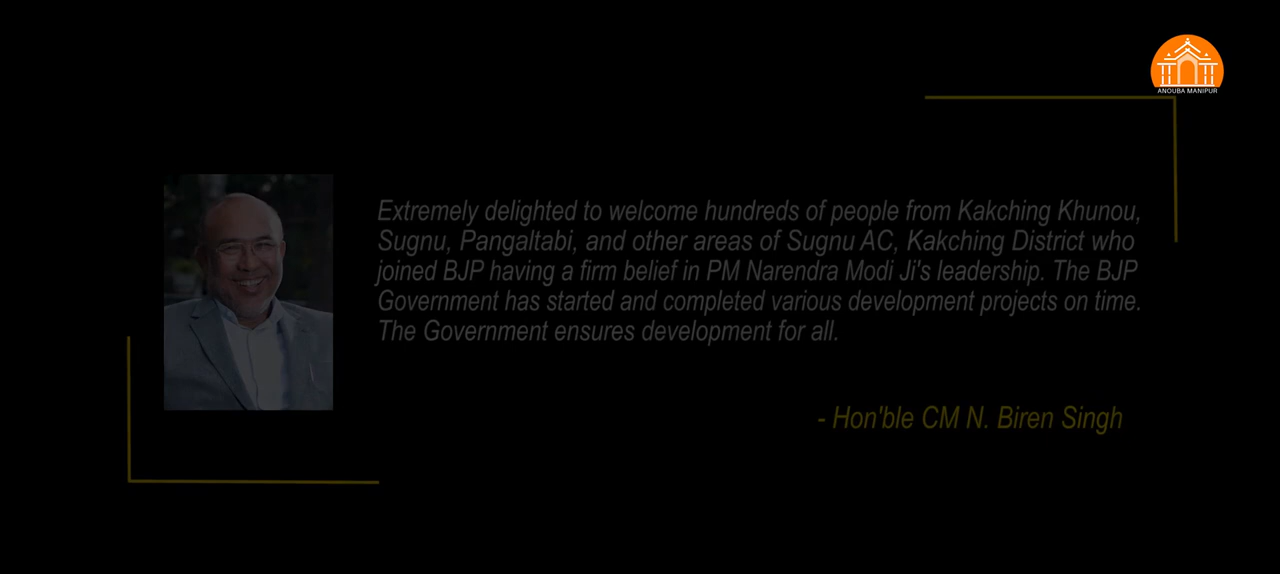 ANOUBA MANIPUR
Extremely delighted to welcome hundreds of people from Kakching Khunou,
Sugnu, Pangaltabi, and other areas of Sugnu AC, Kakching District who
joined BJP having a firm belief in PM Narendra Modi Ji's leadership. The BJP
Government has started and completed various development projects on time.
The Government ensures development for all.
- Hon'ble CM N. Biren Singh